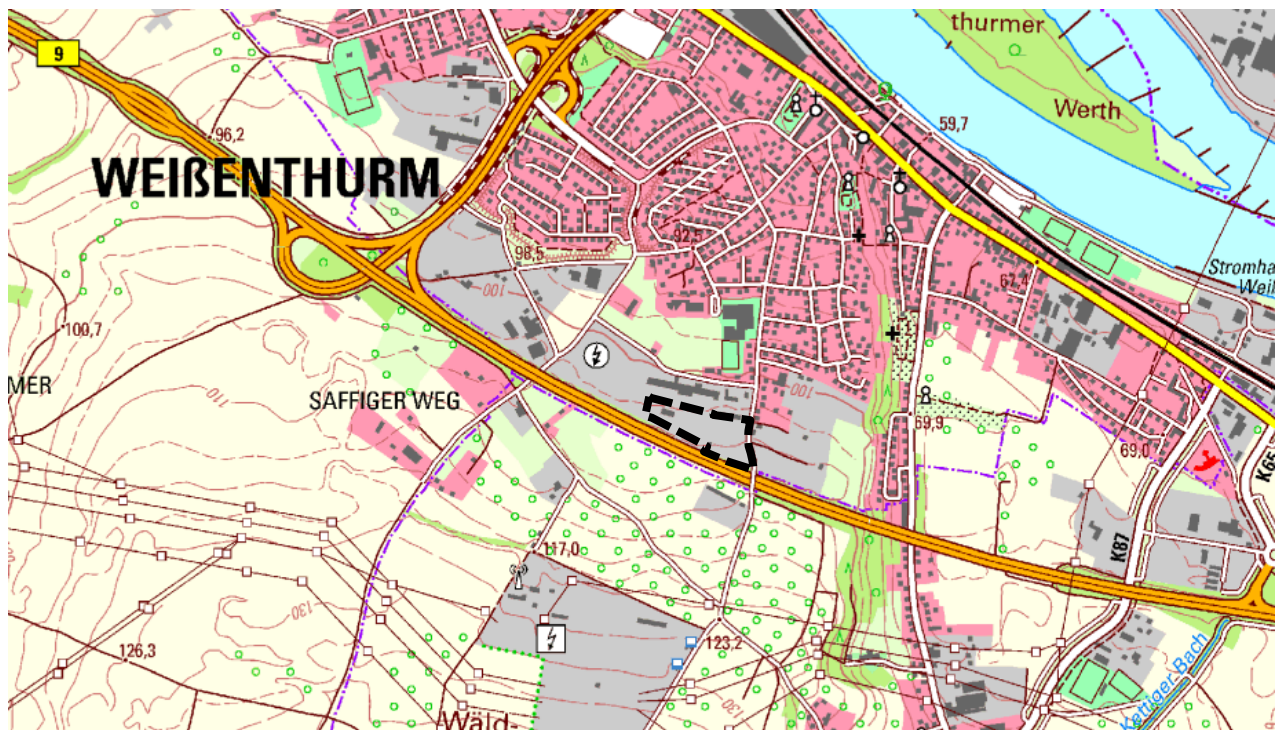 9
thurmer
Werth
96,2
59,7
WEIßENTHURM
92,5
98,5
Stromha
Weil
100
67,4
100,7
110
MER
SAFFIGER WEG
100
69,9
69,0
K65
K87
117,0
130
123,2
126,3
130
Kettiger Bach
Wäld-